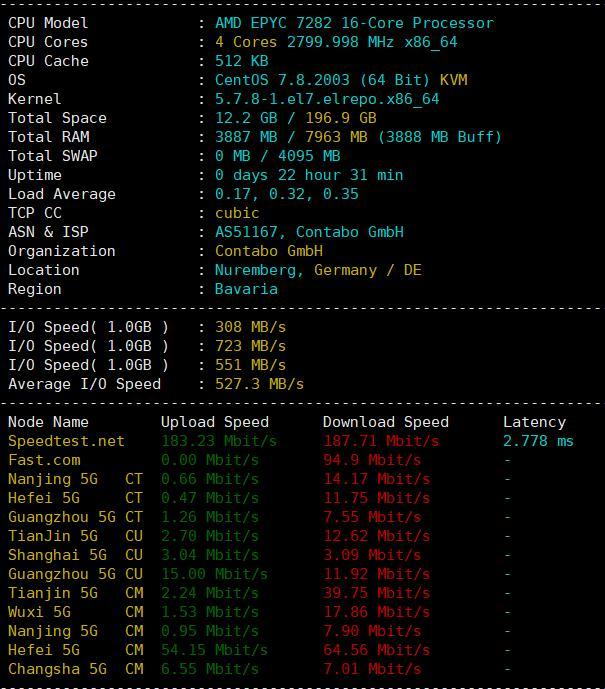 CPU Model : AMD EPYC 7282 16-Core Processor
CPU Cores : 4 Cores 2799.998 MHz x86_64
CPU Cache : 512 KB
OS : CentOS 7.8.2003 (64 Bit) KVM
Kernel : 5.7.8-1.el7.elrepo.x86_64
Total Space : 12.2 GB / 196.9 GB
Total RAM : 3887 MB / 7963 MB (3888 MB Buff)
Total SWAP : 0 MB / 4095 MB
Uptime : 0 days 22 hour 31 min
Load Average : 0.17, 0.32, 0.35
TCP CC : cubic
ASN & ISP : AS51167, Contabo GmbH
Organization : Contabo GmbH
Location : Nuremberg, Germany / DE
Region : Bavaria
I/O Speed( 1.0GB ) : 308 MB/s
I/O Speed( 1.0GB ) : 723 MB/s
I/O Speed( 1.0GB ) : 551 MB/s
Average I/O Speed : 527.3 MB/s
Node Name Upload Speed Download Speed Latency
Speedtest.net 183.23 Mbit/s 187.71 Mbit/s 2.778 ms
Fast.com 0.00 Mbit/s 94.9 Mbit/s -
Nanjing 5G CT 0.66 Mbit/s 14.17 Mbit/s -
Hefei 5G CT 0.47 Mbit/s 11.75 Mbit/s -
Guangzhou 5G CT 1.26 Mbit/s 7.55 Mbit/s -
TianJin 5G CU 2.70 Mbit/s 12.62 Mbit/s -
Shanghai 5G CU 3.04 Mbit/s 3.09 Mbit/s -
Guangzhou 5G CU 15.00 Mbit/s 11.92 Mbit/s -
Tianjin 5G CM 2.24 Mbit/s 39.75 Mbit/s -
Wuxi 5G CM 1.53 Mbit/s 17.86 Mbit/s -
Nanjing 5G CM 0.95 Mbit/s 7.90 Mbit/s -
Hefei 5G CM 54.15 Mbit/s 64.56 Mbit/s -
Changsha 5G CM 6.55 Mbit/s 7.01 Mbit/s -